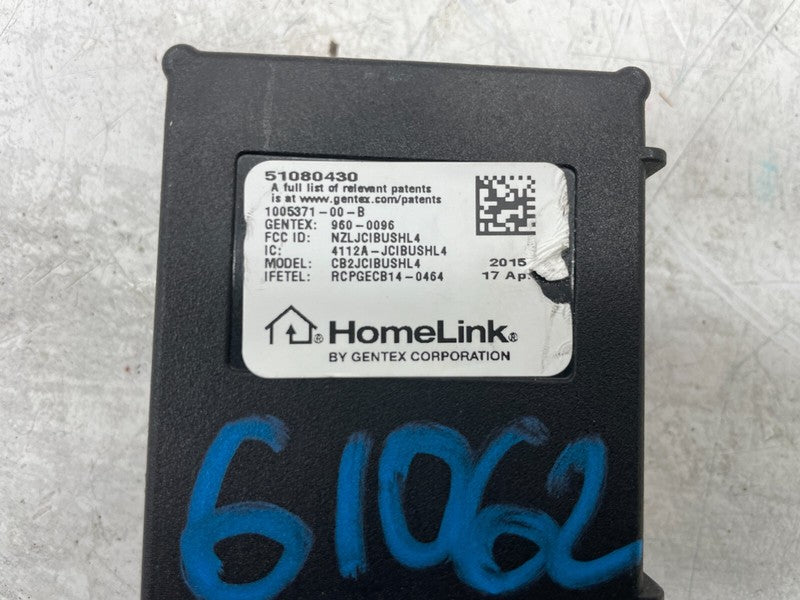 51080430
A full list of relevant patents
is at www.gentex.com/patents
1005371-00-B
GENTEX: 960-0096
FCC ID: NZLJCIBUSHL4
IC: 4112A-JCIBUSHL4
MODEL: CB2JCIBUSHL4 2015
IFETEL: RCPGECB14-0464 17 Ap
HomeLink®
BY GENTEX CORPORATION
61062